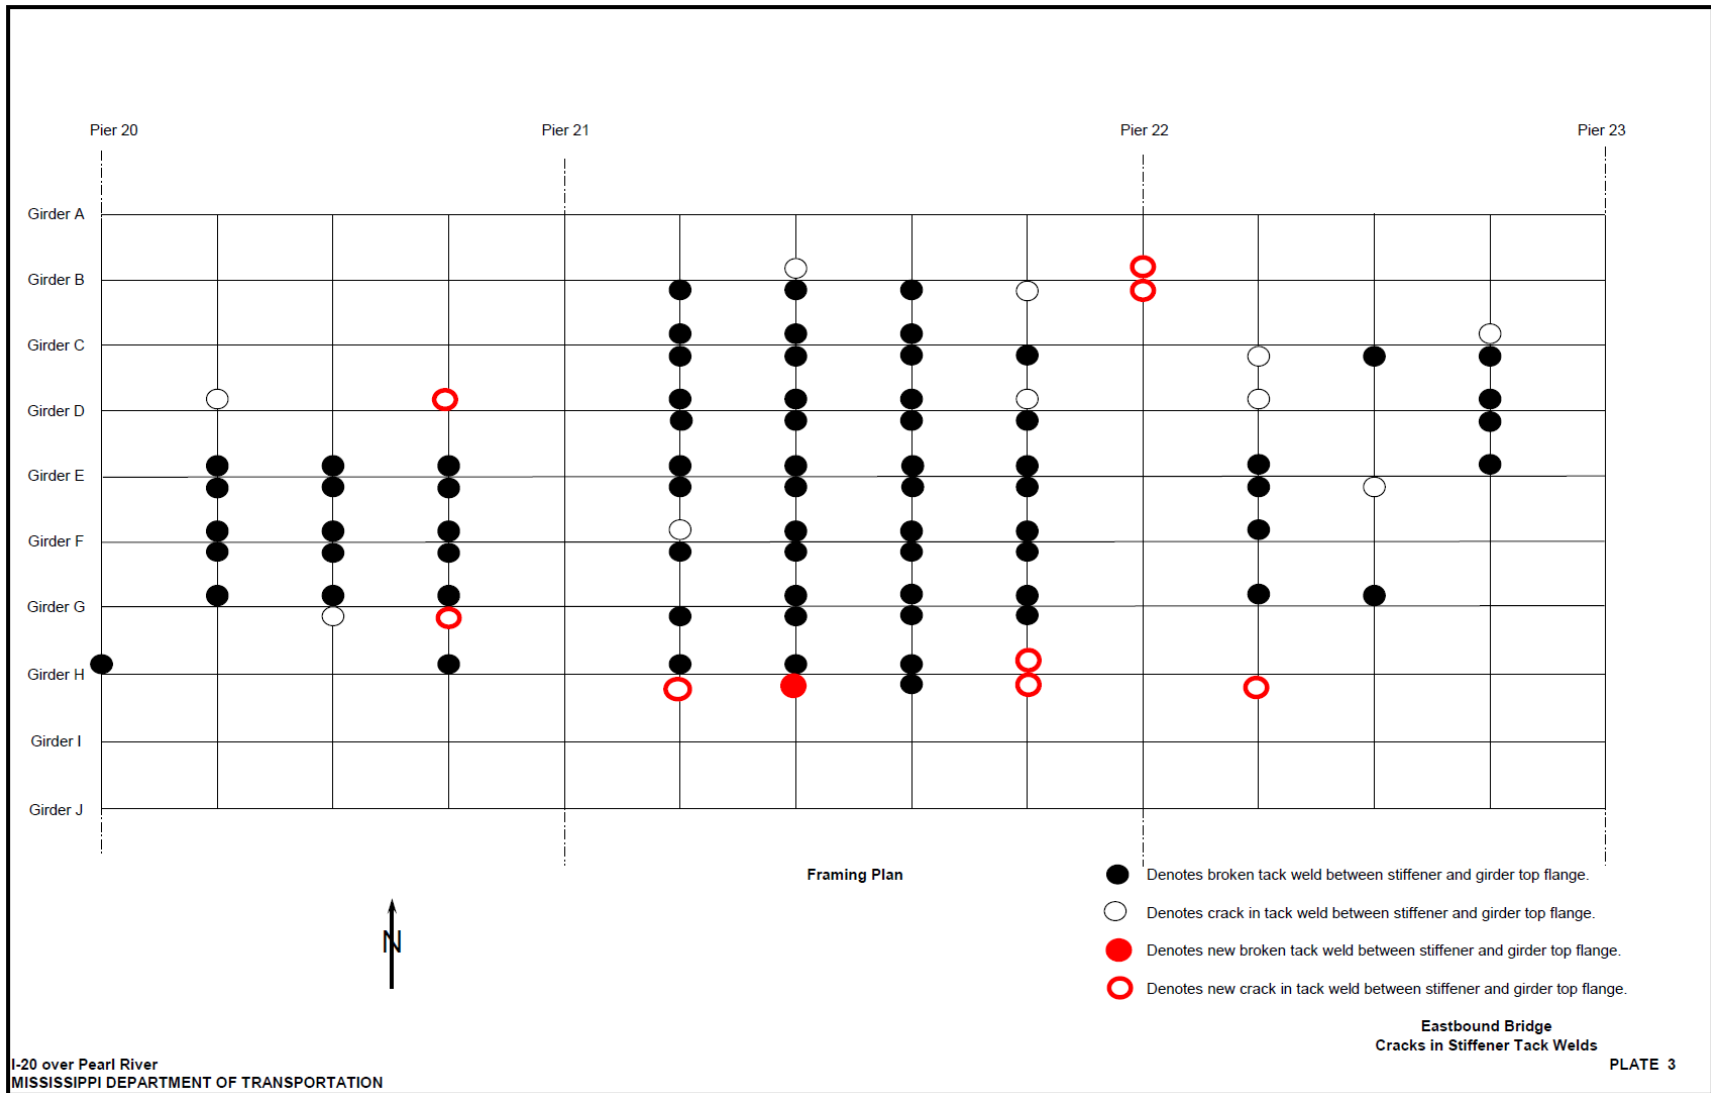 Pier 20
Pier 21
Pier 22
Pier 23
Girder A
Girder B
Girder C
Girder D
Girder E
Girder F
Girder G
Girder H
Girder I
Girder J
Framing Plan
Denotes broken tack weld between stiffener and girder top flange.
Denotes crack in tack weld between stiffener and girder top flange.
N
Denotes new broken tack weld between stiffener and girder top flange.
Denotes new crack in tack weld between stiffener and girder top flange.
Eastbound Bridge
Cracks in Stiffener Tack Welds
I-20 over Pearl River
PLATE 3
MISSISSIPPI DEPARTMENT OF TRANSPORTATION